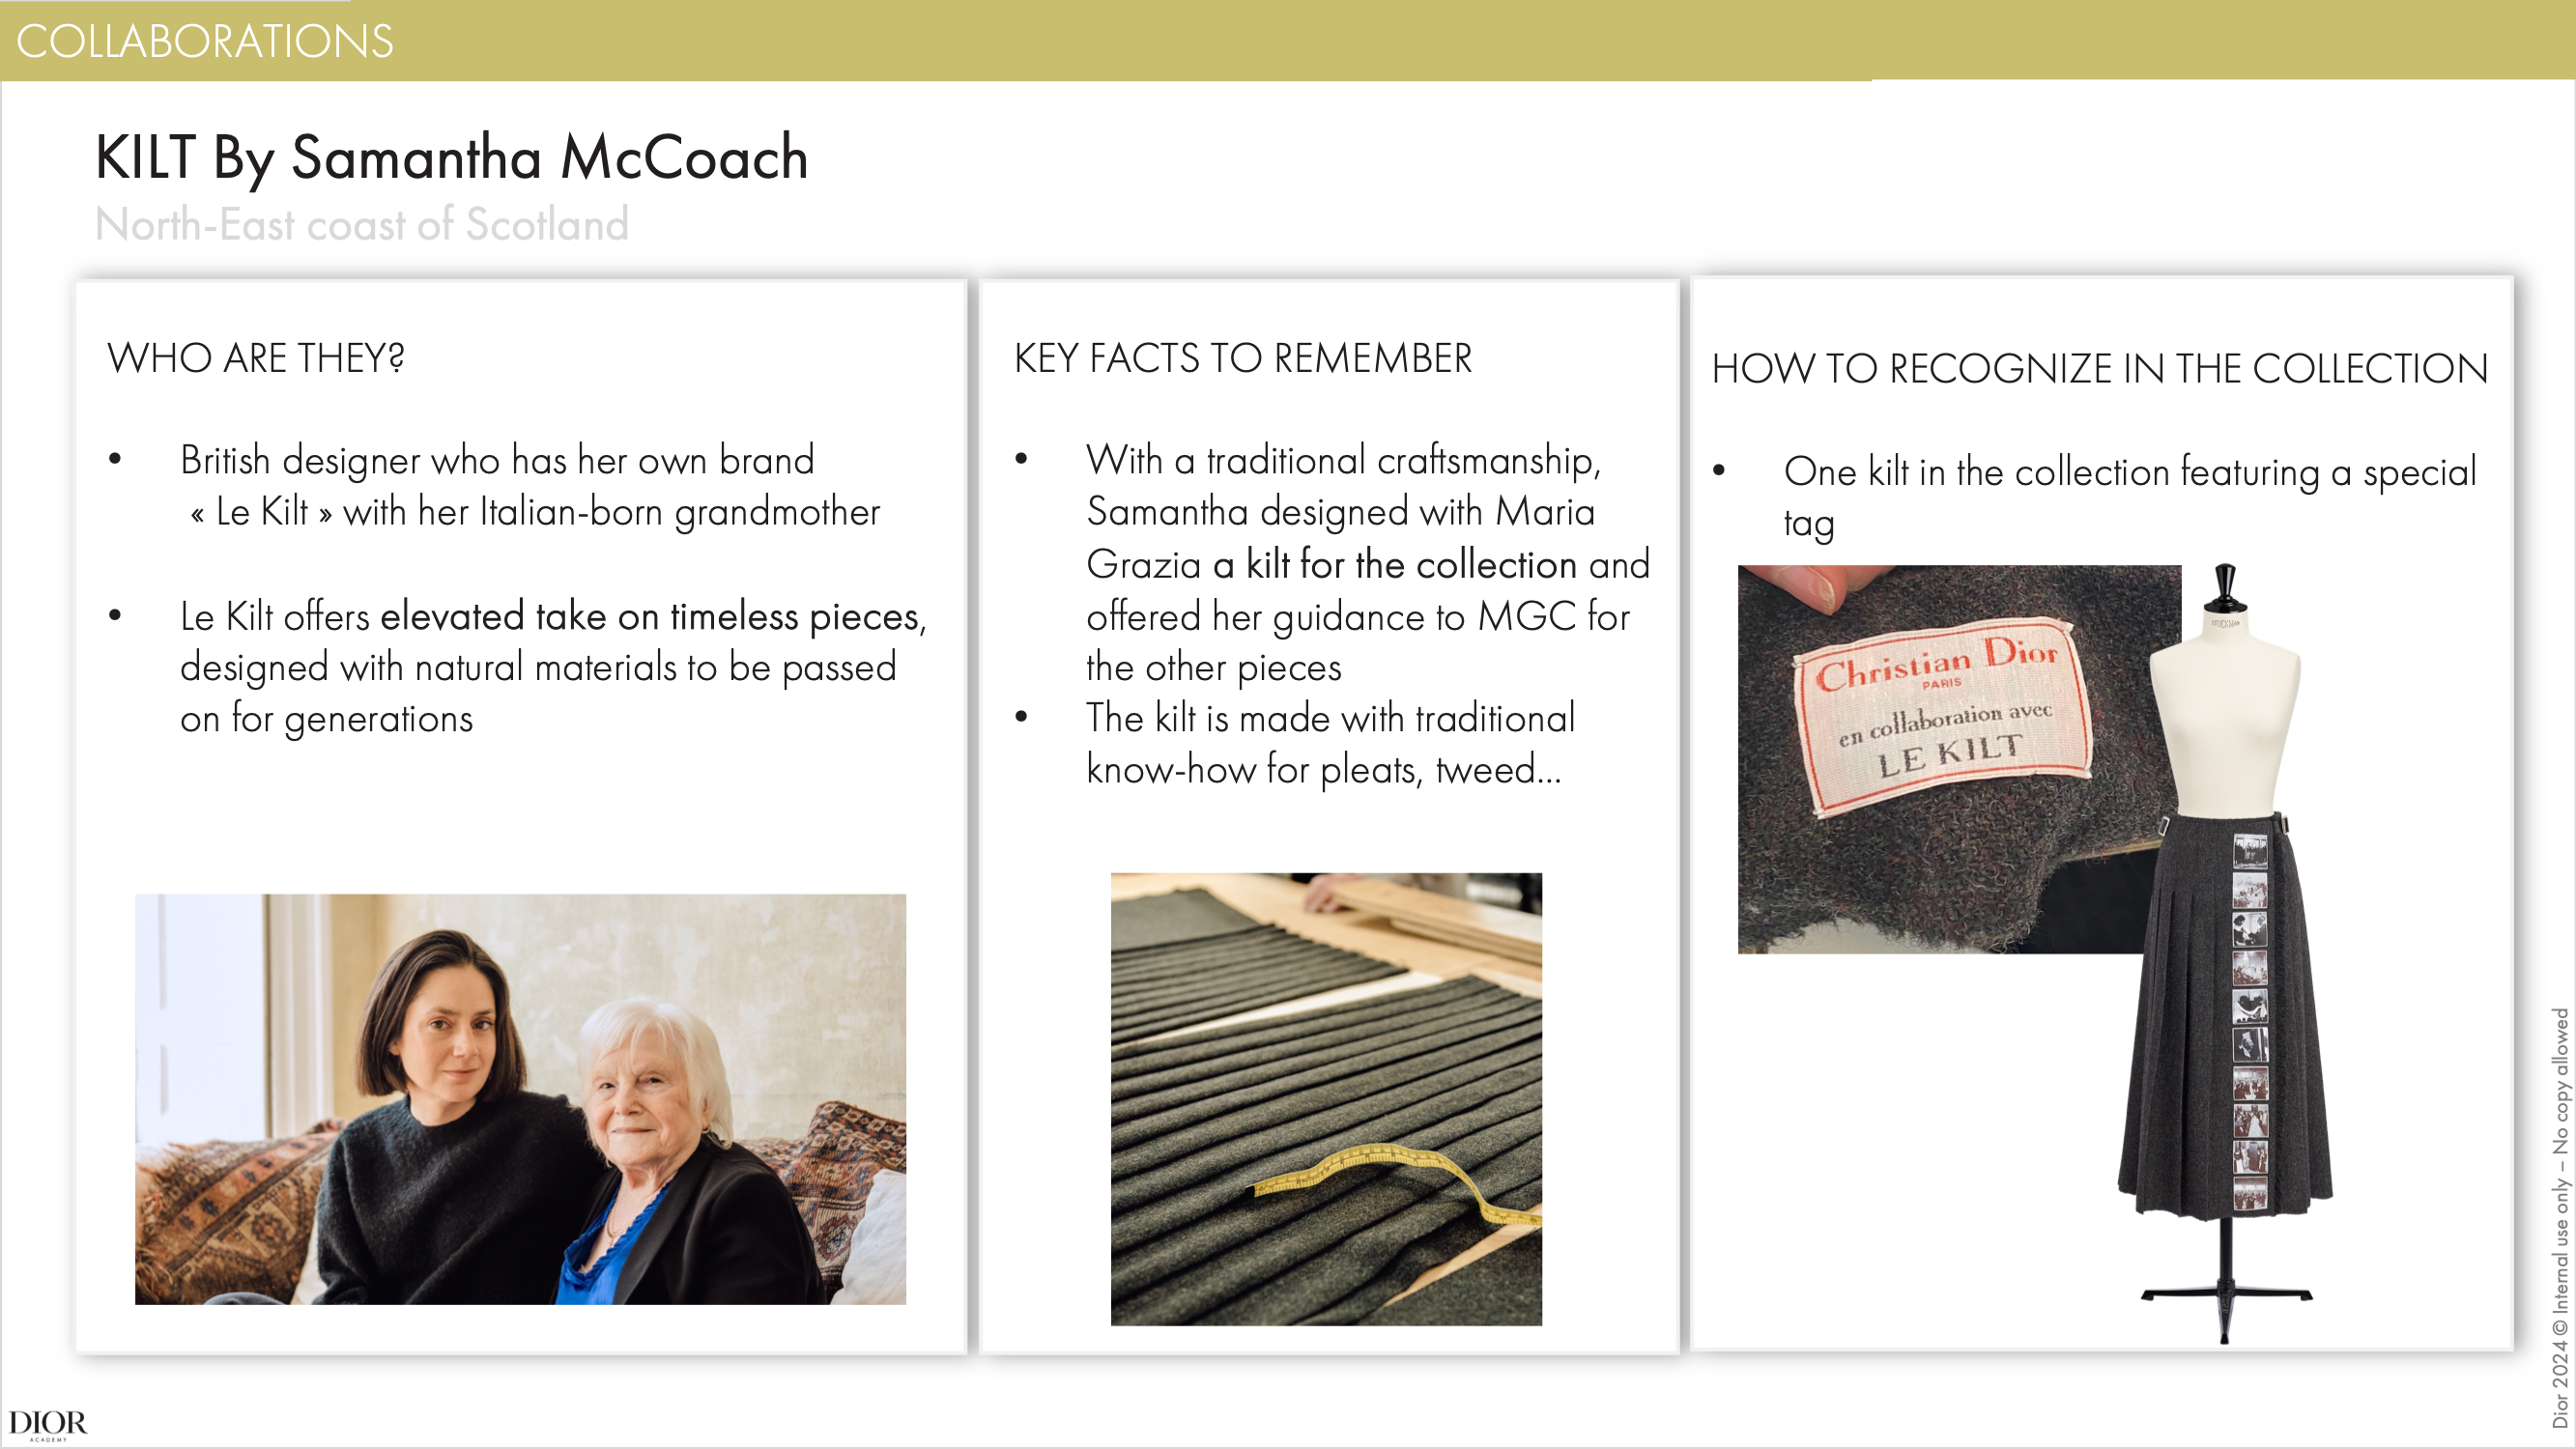 COLLABORATIONS
KILT By Samantha McCoach
North-East coast of Scotland
WHO ARE THEY?
• British designer who has her own brand
« Le Kilt » with her Italian-born grandmother
• Le Kilt offers elevated take on timeless pieces,
designed with natural materials to be passed
on for generations
KEY FACTS TO REMEMBER
• With a traditional craftsmanship,
Samantha designed with Maria
Grazia a kilt for the collection and
offered her guidance to MGC for
the other pieces
• The kilt is made with traditional
know-how for pleats, tweed...
HOW TO RECOGNIZE IN THE COLLECTION
• One kilt in the collection featuring a special
tag
Christian Dior
PARIS
en collaboration avec
LE KILT
STOCKMAN
Dior 2024 © Internal use only – No copy allowed
DIOR
ACADEMY